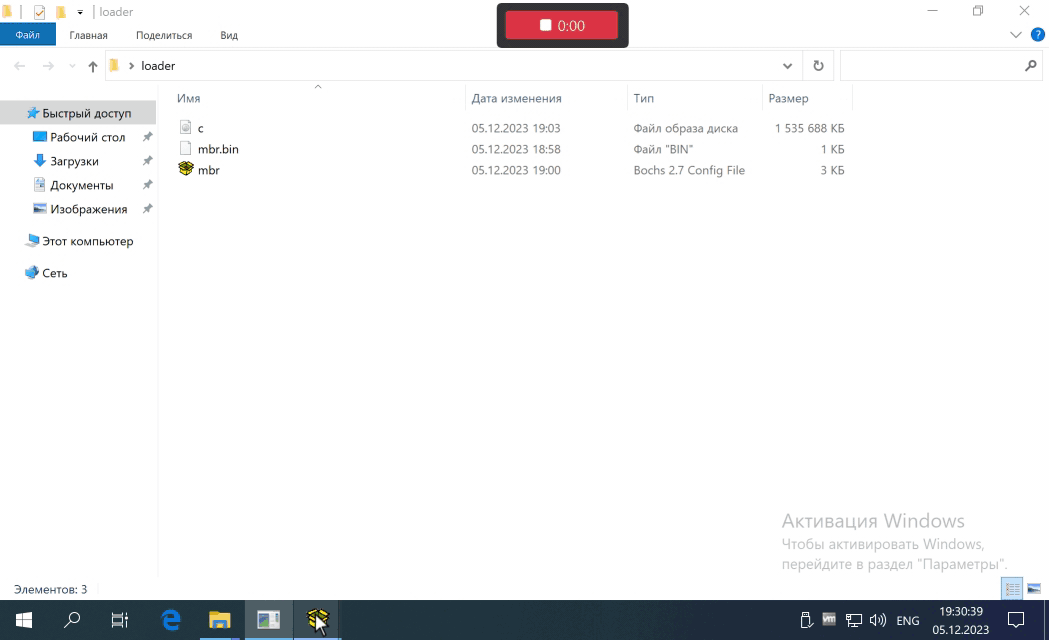 loader
0:00
Файл Главная Поделиться Вид
loader
Имя Дата изменения Тип Размер
Быстрый доступ
Рабочий стол
Загрузки
Документы
Изображения
Этот компьютер
Сеть
c 05.12.2023 19:03 Файл образа диска 1 535 688 КБ
mbr.bin 05.12.2023 18:58 Файл "BIN" 1 КБ
mbr 05.12.2023 19:00 Bochs 2.7 Config File 3 КБ
Активация Windows
Чтобы активировать Windows,
перейдите в раздел "Параметры".
Элементов: 3
ENG
19:30:39
05.12.2023